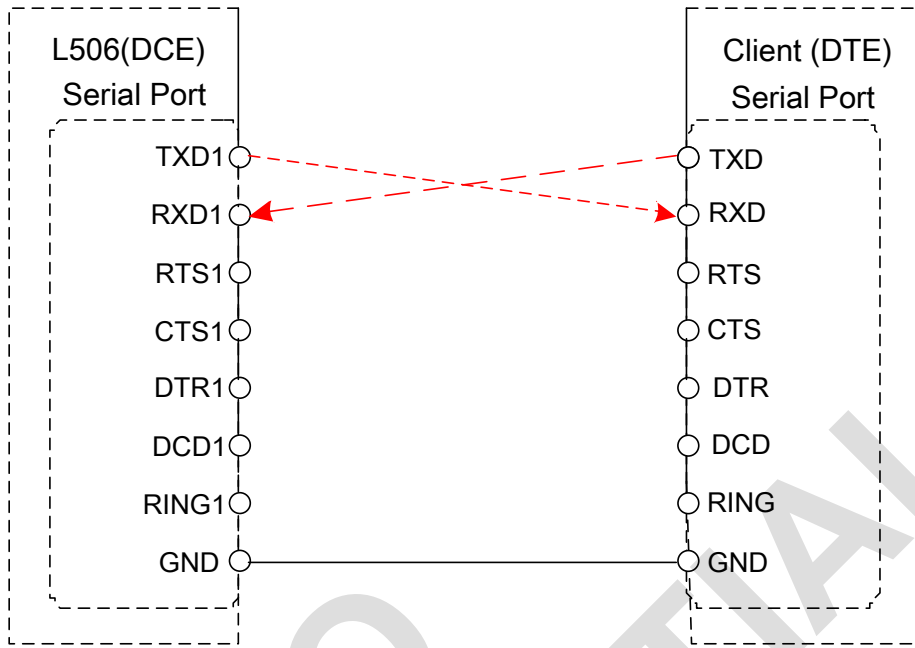 L506(DCE)
Serial Port
TXD1
RXD1
RTS1
CTS1
DTR1
DCD1
RING1
GND
Client (DTE)
Serial Port
TXD
RXD
RTS
CTS
DTR
DCD
RING
GND
O
TIAL